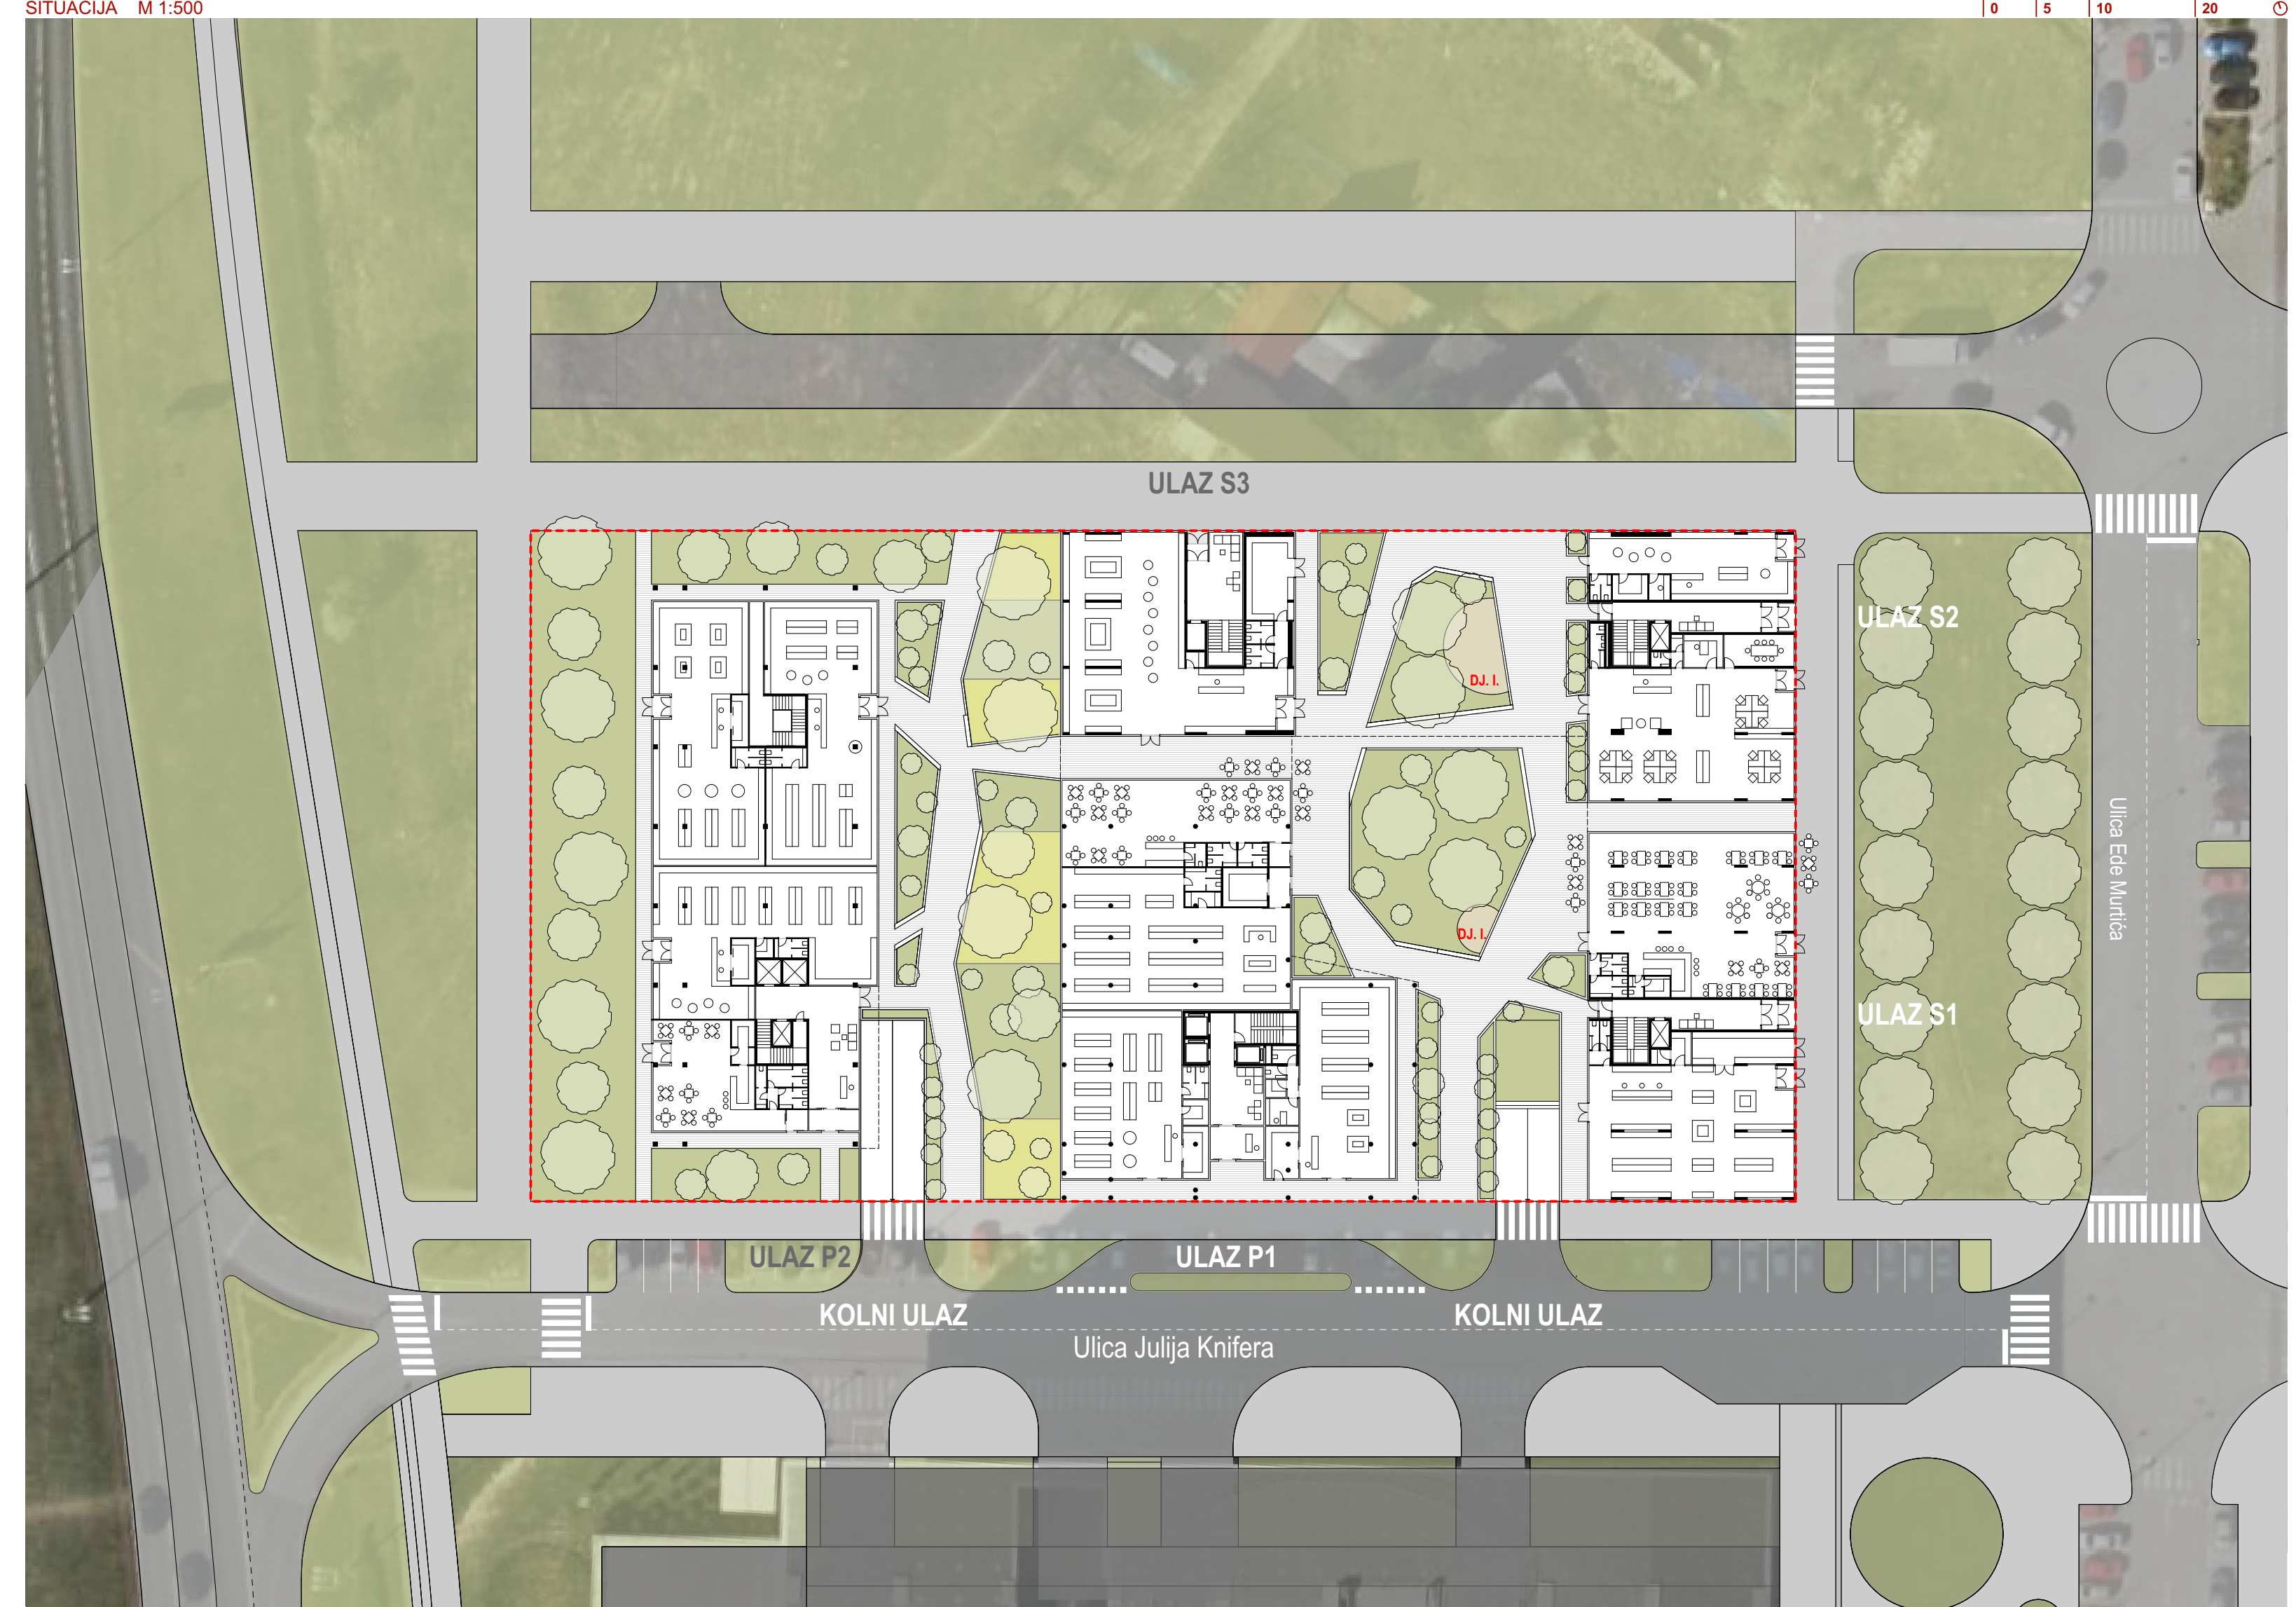 SITUACIJA M 1:500
0 5 10 20
ULAZ S3
ULAZ S2
DJ. I.
Ulica Ede Murtića
DJ. I.
ULAZ S1
ULAZ P2
ULAZ P1
KOLNI ULAZ
KOLNI ULAZ
Ulica Julija Knifera